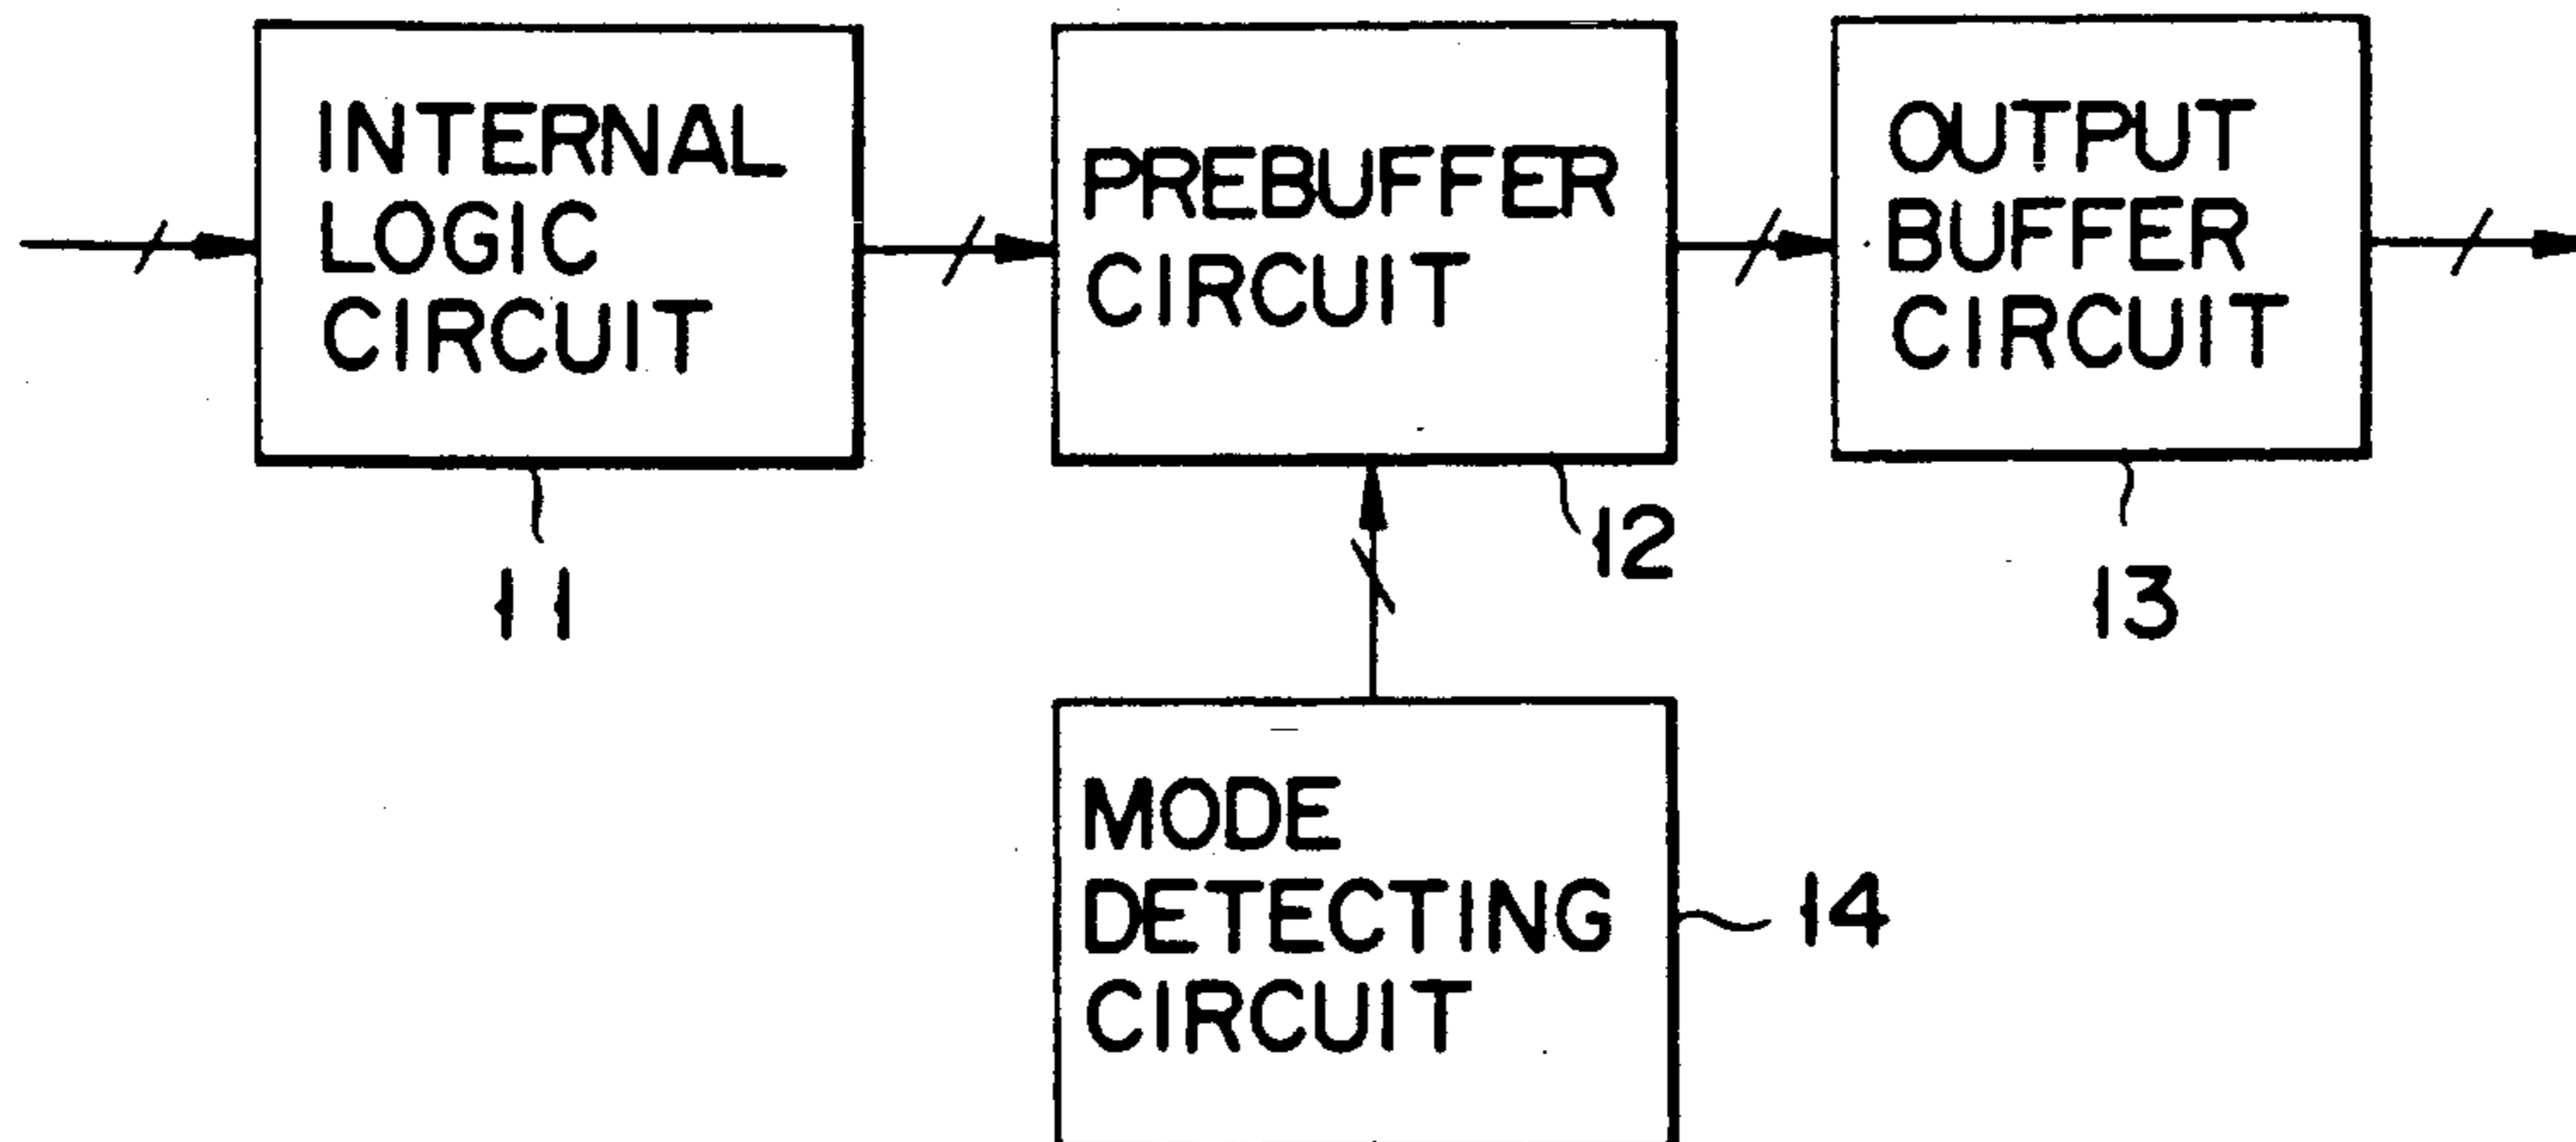 INTERNAL
LOGIC
CIRCUIT
11
PREBUFFER
CIRCUIT
12
OUTPUT
BUFFER
CIRCUIT
13
MODE
DETECTING
CIRCUIT
14